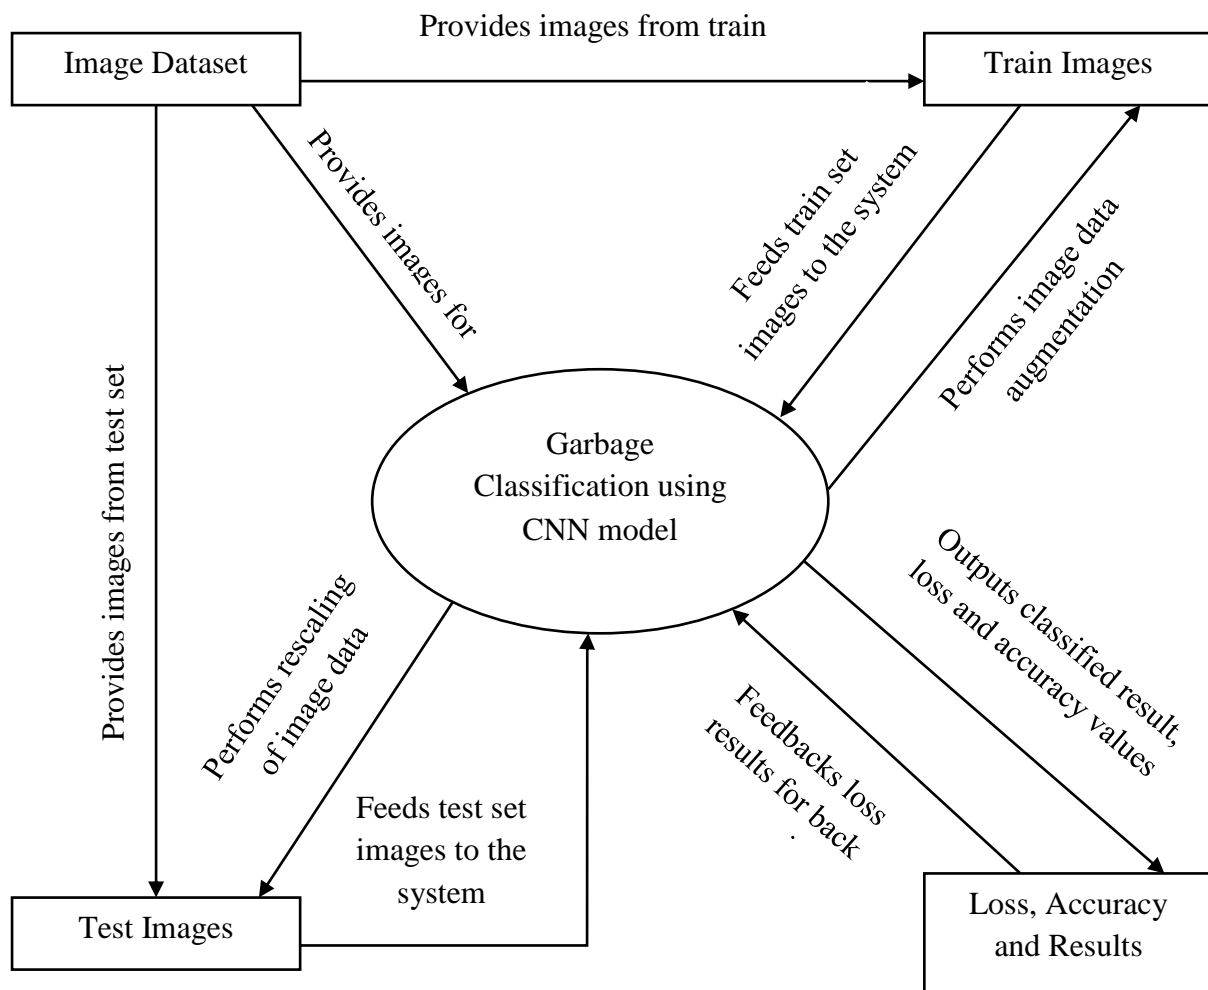 Provides images from train
Image Dataset
Train Images
Provides images for
Feeds train set
images to the system
Performs image data
augmentation
Provides images from test set
Garbage
Classification using
CNN model
Performs rescaling
of image data
Feeds test set
images to the
system
Outputs classified result,
loss and accuracy values
Feedbacks loss
results for back
Test Images
Loss, Accuracy
and Results